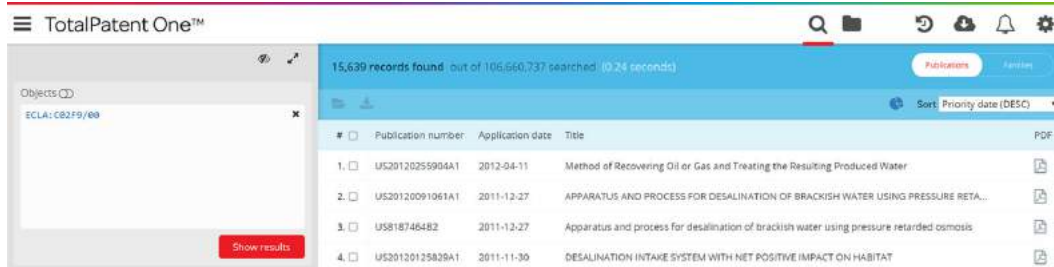 TotalPatent One™
15,639 records found out of 106,660,737 searched (0.24 seconds)
Publications Families
Objects
ECLA:C02F9/00
Sort Priority date (DESC)
# Publication number Application date Title PDF
1. US20120255904A1 2012-04-11 Method of Recovering Oil or Gas and Treating the Resulting Produced Water
2. US20120091061A1 2011-12-27 APPARATUS AND PROCESS FOR DESALINATION OF BRACKISH WATER USING PRESSURE RETA...
3. US8187464B2 2011-12-27 Apparatus and process for desalination of brackish water using pressure retarded osmosis
4. US20120125829A1 2011-11-30 DESALINATION INTAKE SYSTEM WITH NET POSITIVE IMPACT ON HABITAT
Show results